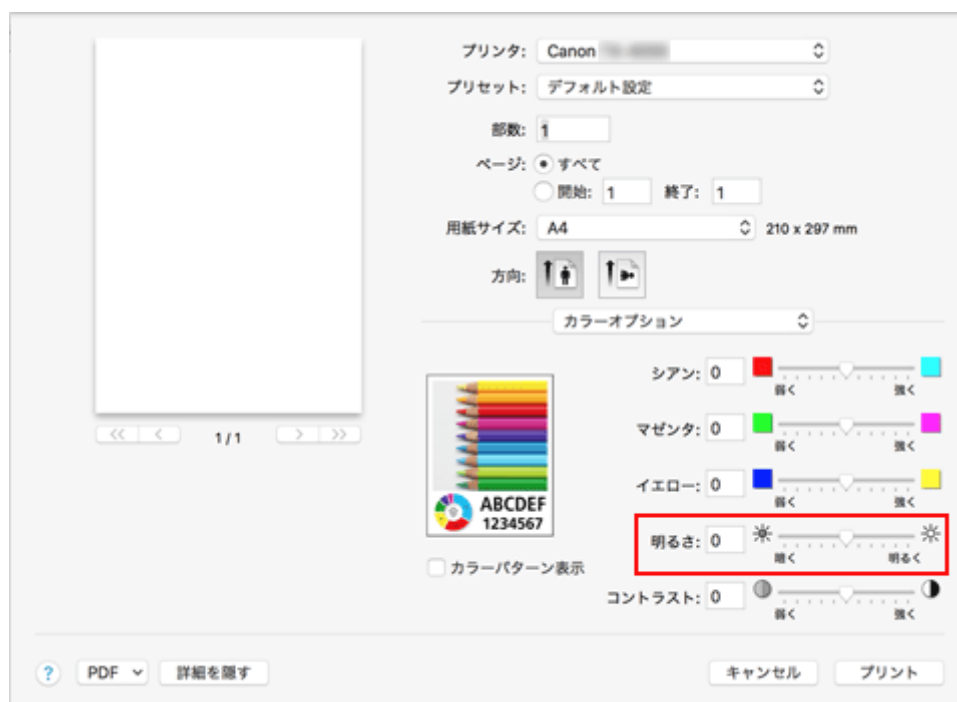 プリンタ: Canon
プリセット: デフォルト設定
部数: 1
ページ: すべて
開始: 1 終了: 1
用紙サイズ: A4 210 x 297 mm
方向:
カラーオプション
シアン: 0
弱く 強く
マゼンタ: 0
弱く 強く
イエロー: 0
弱く 強く
明るさ: 0
暗く 明るく
コントラスト: 0
弱く 強く
1/1
ABCDEF
1234567
カラーパターン表示
? PDF 詳細を隠す キャンセル プリント